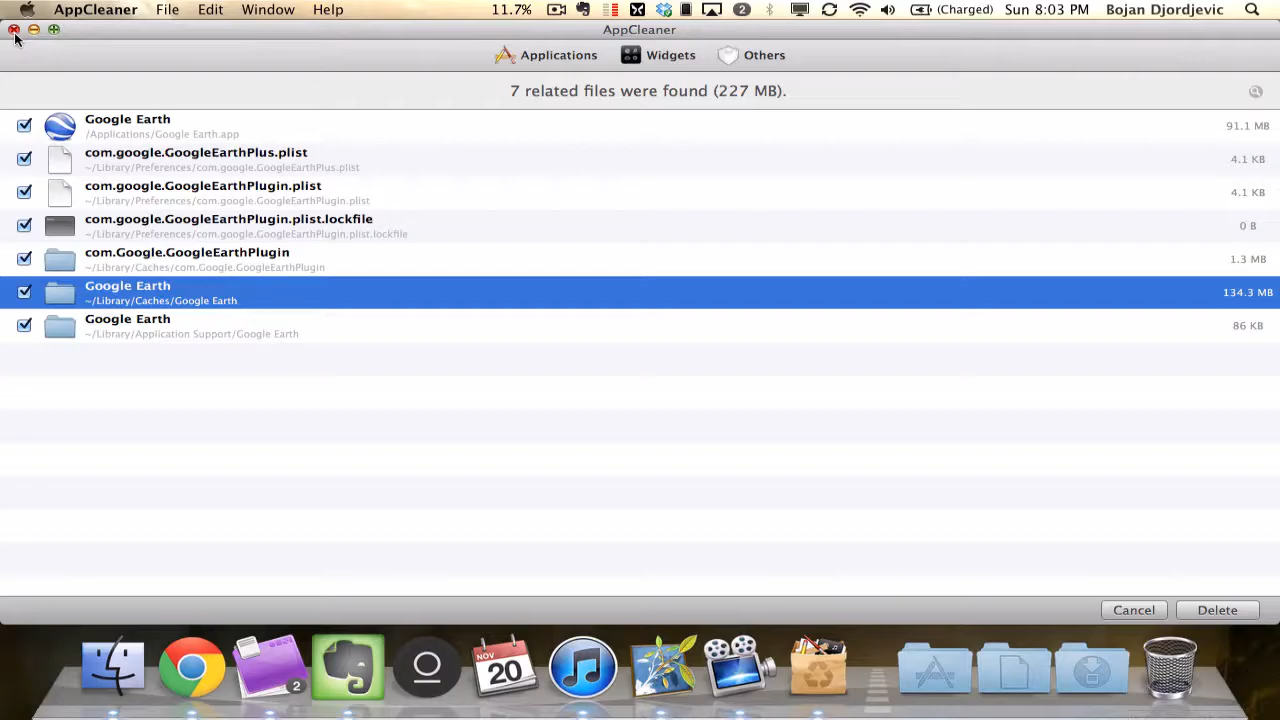 AppCleaner File Edit Window Help 11.7% 2 (Charged) Sun 8:03 PM Bojan Djordjevic
AppCleaner
Applications Widgets Others
7 related files were found (227 MB).
Google Earth
/Applications/Google Earth.app
91.1 MB
com.google.GoogleEarthPlus.plist
~/Library/Preferences/com.google.GoogleEarthPlus.plist
4.1 KB
com.google.GoogleEarthPlugin.plist
~/Library/Preferences/com.google.GoogleEarthPlugin.plist
4.1 KB
com.google.GoogleEarthPlugin.plist.lockfile
~/Library/Preferences/com.google.GoogleEarthPlugin.plist.lockfile
0 B
com.Google.GoogleEarthPlugin
~/Library/Caches/com.Google.GoogleEarthPlugin
1.3 MB
Google Earth
~/Library/Caches/Google Earth
134.3 MB
Google Earth
~/Library/Application Support/Google Earth
86 KB
Cancel Delete
2
NOV
20